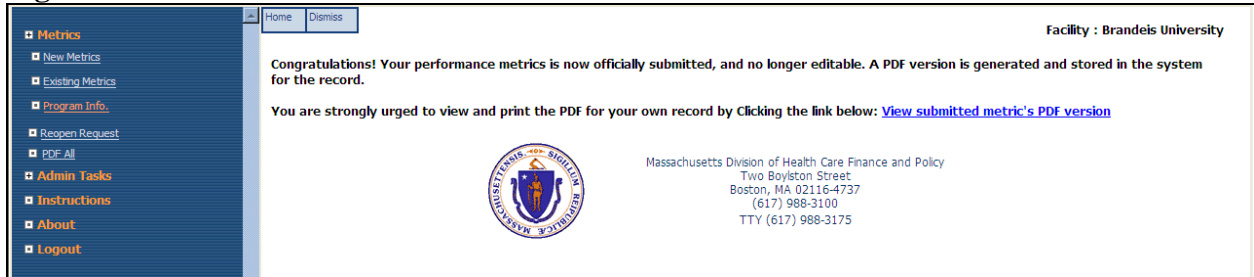 Home Dismiss
Facility : Brandeis University
Metrics
New Metrics
Existing Metrics
Program Info.
Reopen Request
PDF All
Admin Tasks
Instructions
About
Logout
Congratulations! Your performance metrics is now officially submitted, and no longer editable. A PDF version is generated and stored in the system
for the record.
You are strongly urged to view and print the PDF for your own record by Clicking the link below: View submitted metric's PDF version
Massachusetts Division of Health Care Finance and Policy
Two Boylston Street
Boston, MA 02116-4737
(617) 988-3100
TTY (617) 988-3175